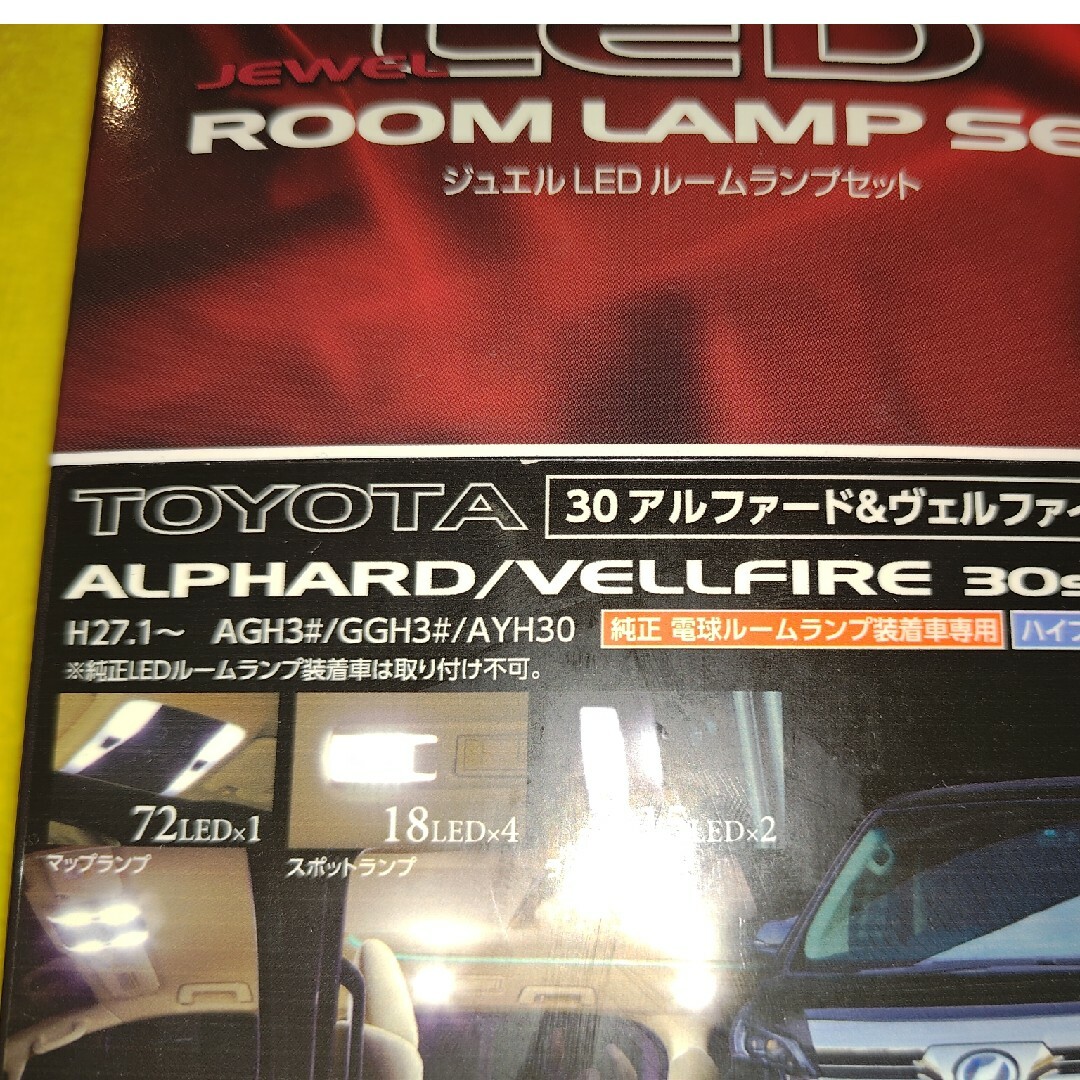 LED
JEWEL
ROOM LAMP Se
ジュエル LED ルームランプセット
TOYOTA 30 アルファード&ヴェルファイ
ALPHARD/VELLFIRE 30s
H27.1～ AGH3#/GGH3#/AYH30 純正 電球ルームランプ装着車専用 ハイブ
※純正LEDルームランプ装着車は取り付け不可。
72LED×1 18LED×4 LED×2
マップランプ スポットランプ